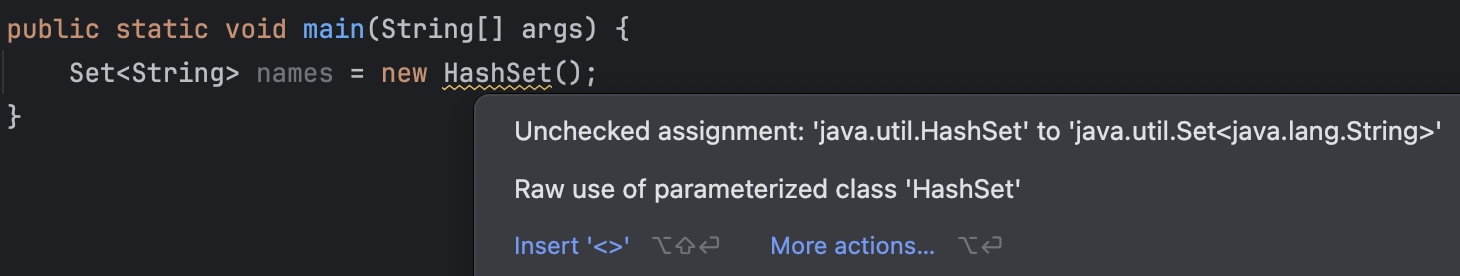 public static void main(String[] args) {
    Set<String> names = new HashSet();
}
Unchecked assignment: 'java.util.HashSet' to 'java.util.Set<java.lang.String>'
Raw use of parameterized class 'HashSet'
Insert '<>' ⌥⇧⏎ More actions... ⌥⏎